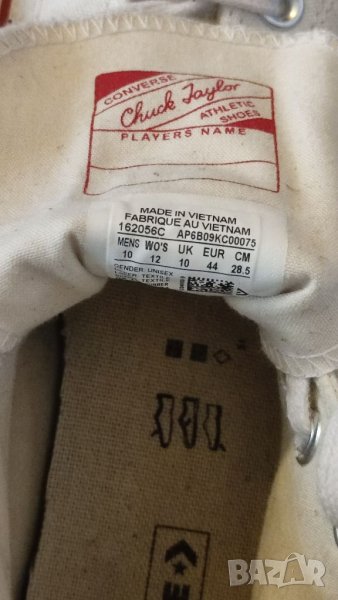 CONVERSE
Chuck Taylor
ATHLETIC
SHOES
PLAYERS NAME
MADE IN VIETNAM
FABRIQUE AU VIETNAM
162056C AP6B09KC00075
MENS WO'S UK EUR CM
10 12 10 44 28.5
GENDER: UNISEX
BAZAR